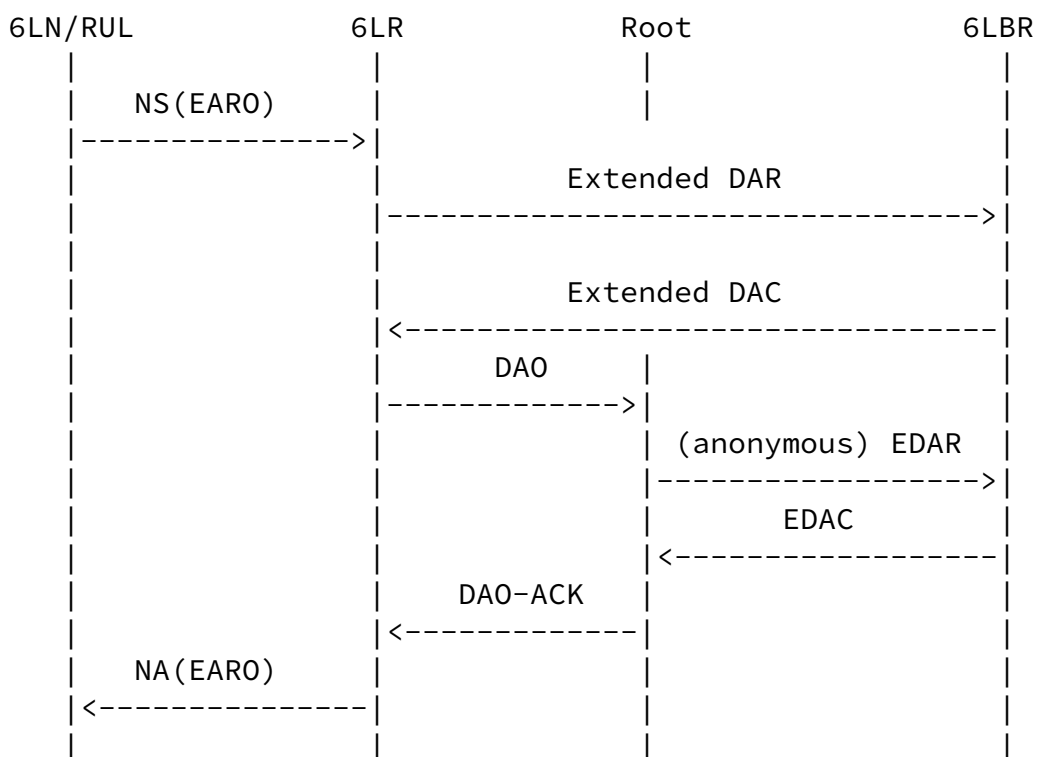 6LN/RUL 6LR Root 6LBR
NS(EARO)
Extended DAR
Extended DAC
DAO
(anonymous) EDAR
EDAC
DAO-ACK
NA(EARO)